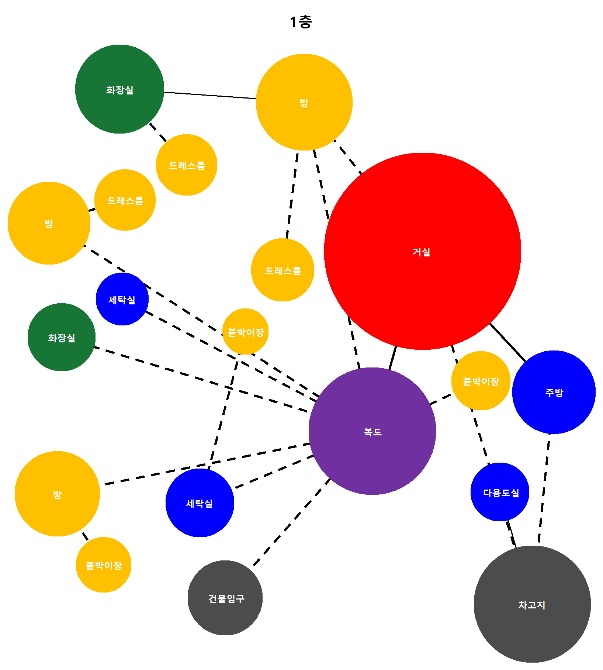 1층
화장실
방
드레스룸
드레스룸
방
거실
드레스룸
세탁실
붙박이장
화장실
붙박이장
주방
복도
방
세탁실
다용도실
붙박이장
건물입구
차고지